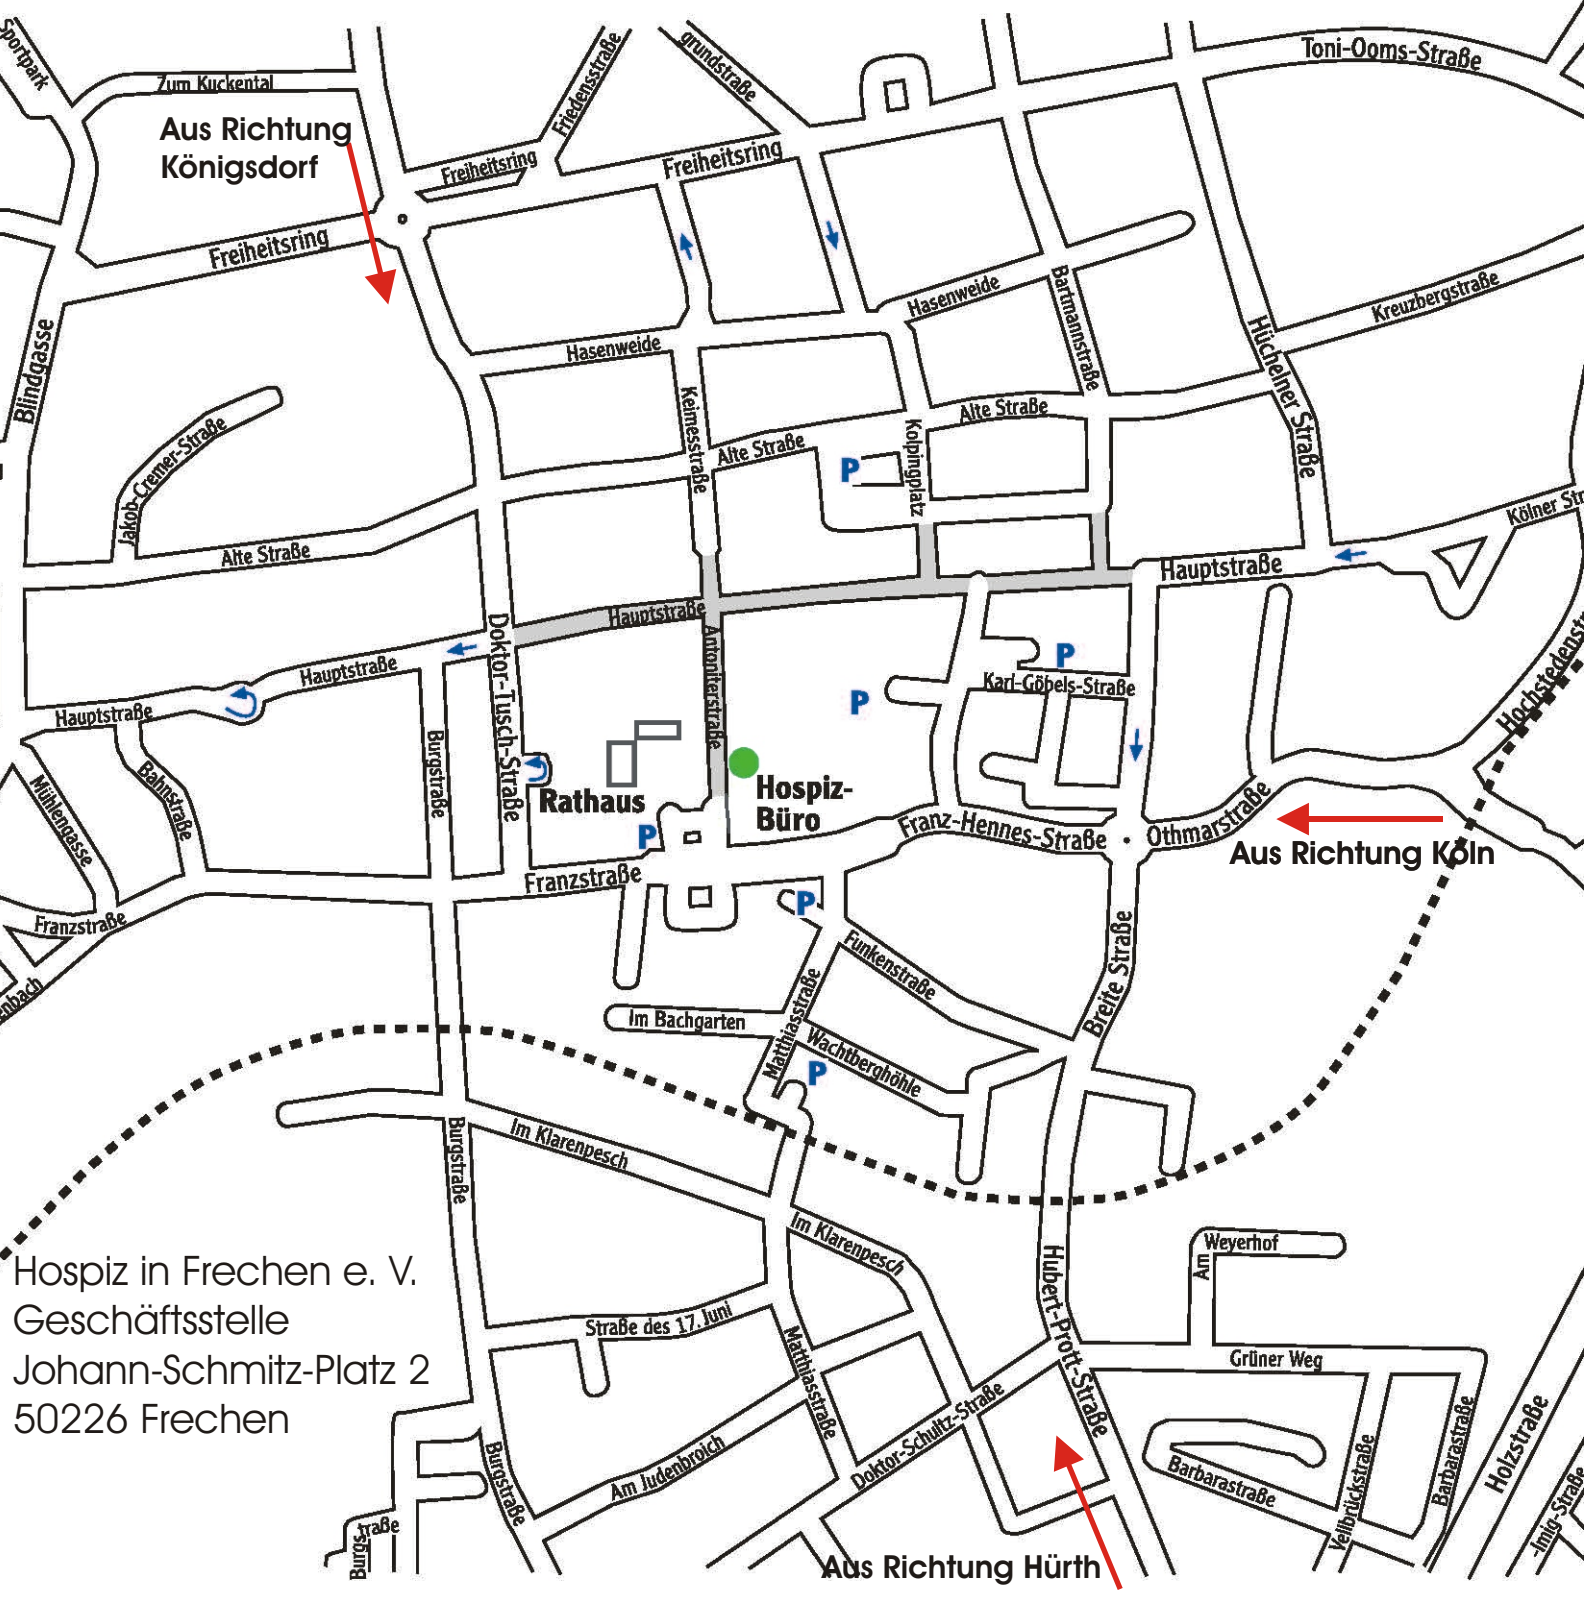 Sportpark
Zum Kuckental
Friedensstraße
grundstraße
Toni-Ooms-Straße
Aus Richtung
Königsdorf
Freiheitsring
Freiheitsring
Freiheitsring
Hasenweide
Hasenweide
Bartmannstraße
Kreuzbergstraße
Hüchelner Straße
Blindgasse
Jakob-Cremer-Straße
Keimesstraße
Alte Straße
Alte Straße
Alte Straße
Kolpingplatz
P
Kölner Str
Hauptstraße
Hauptstraße
Hauptstraße
Hauptstraße
Doktor-Tusch-Straße
Antoniterstraße
P
Karl-Göbels-Straße
P
Hochstedenstr
Burgstraße
Bahnstraße
Mühlengasse
Rathaus
Hospiz-
Büro
P
Franz-Hennes-Straße
Othmarstraße
Aus Richtung Köln
Franzstraße
Franzstraße
P
enbach
Funkenstraße
Breite Straße
Im Bachgarten
Matthiasstraße
Wachtberghöhle
P
Im Klarenpesch
Burgstraße
Im Klarenpesch
Am
Weyerhof
Hubert-Prott-Straße
Hospiz in Frechen e. V.
Geschäftsstelle
Johann-Schmitz-Platz 2
50226 Frechen
Straße des 17. Juni
Matthiasstraße
Grüner Weg
Doktor-Schultz-Straße
Am Judenbroich
Burgstraße
Barbarastraße
Veilbrückstraße
Barbarastraße
Holzstraße
-Imig-Straße
Burgstraße
Aus Richtung Hürth